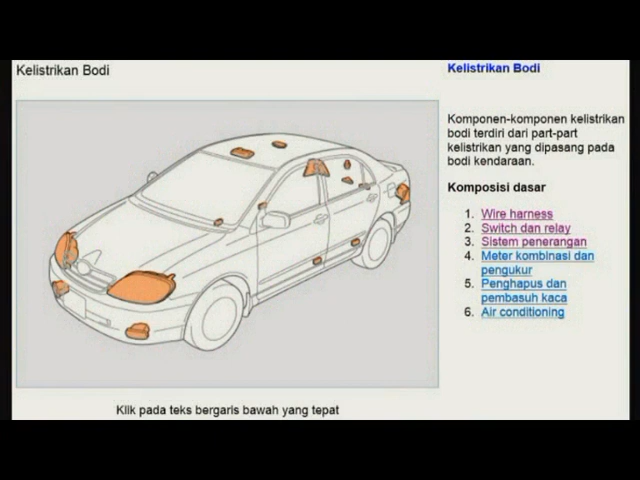 Kelistrikan Bodi
Kelistrikan Bodi
Komponen-komponen kelistrikan
bodi terdiri dari part-part
kelistrikan yang dipasang pada
bodi kendaraan.
Komposisi dasar
1. Wire harness
2. Switch dan relay
3. Sistem penerangan
4. Meter kombinasi dan
pengukur
5. Penghapus dan
pembasuh kaca
6. Air conditioning
Klik pada teks bergaris bawah yang tepat